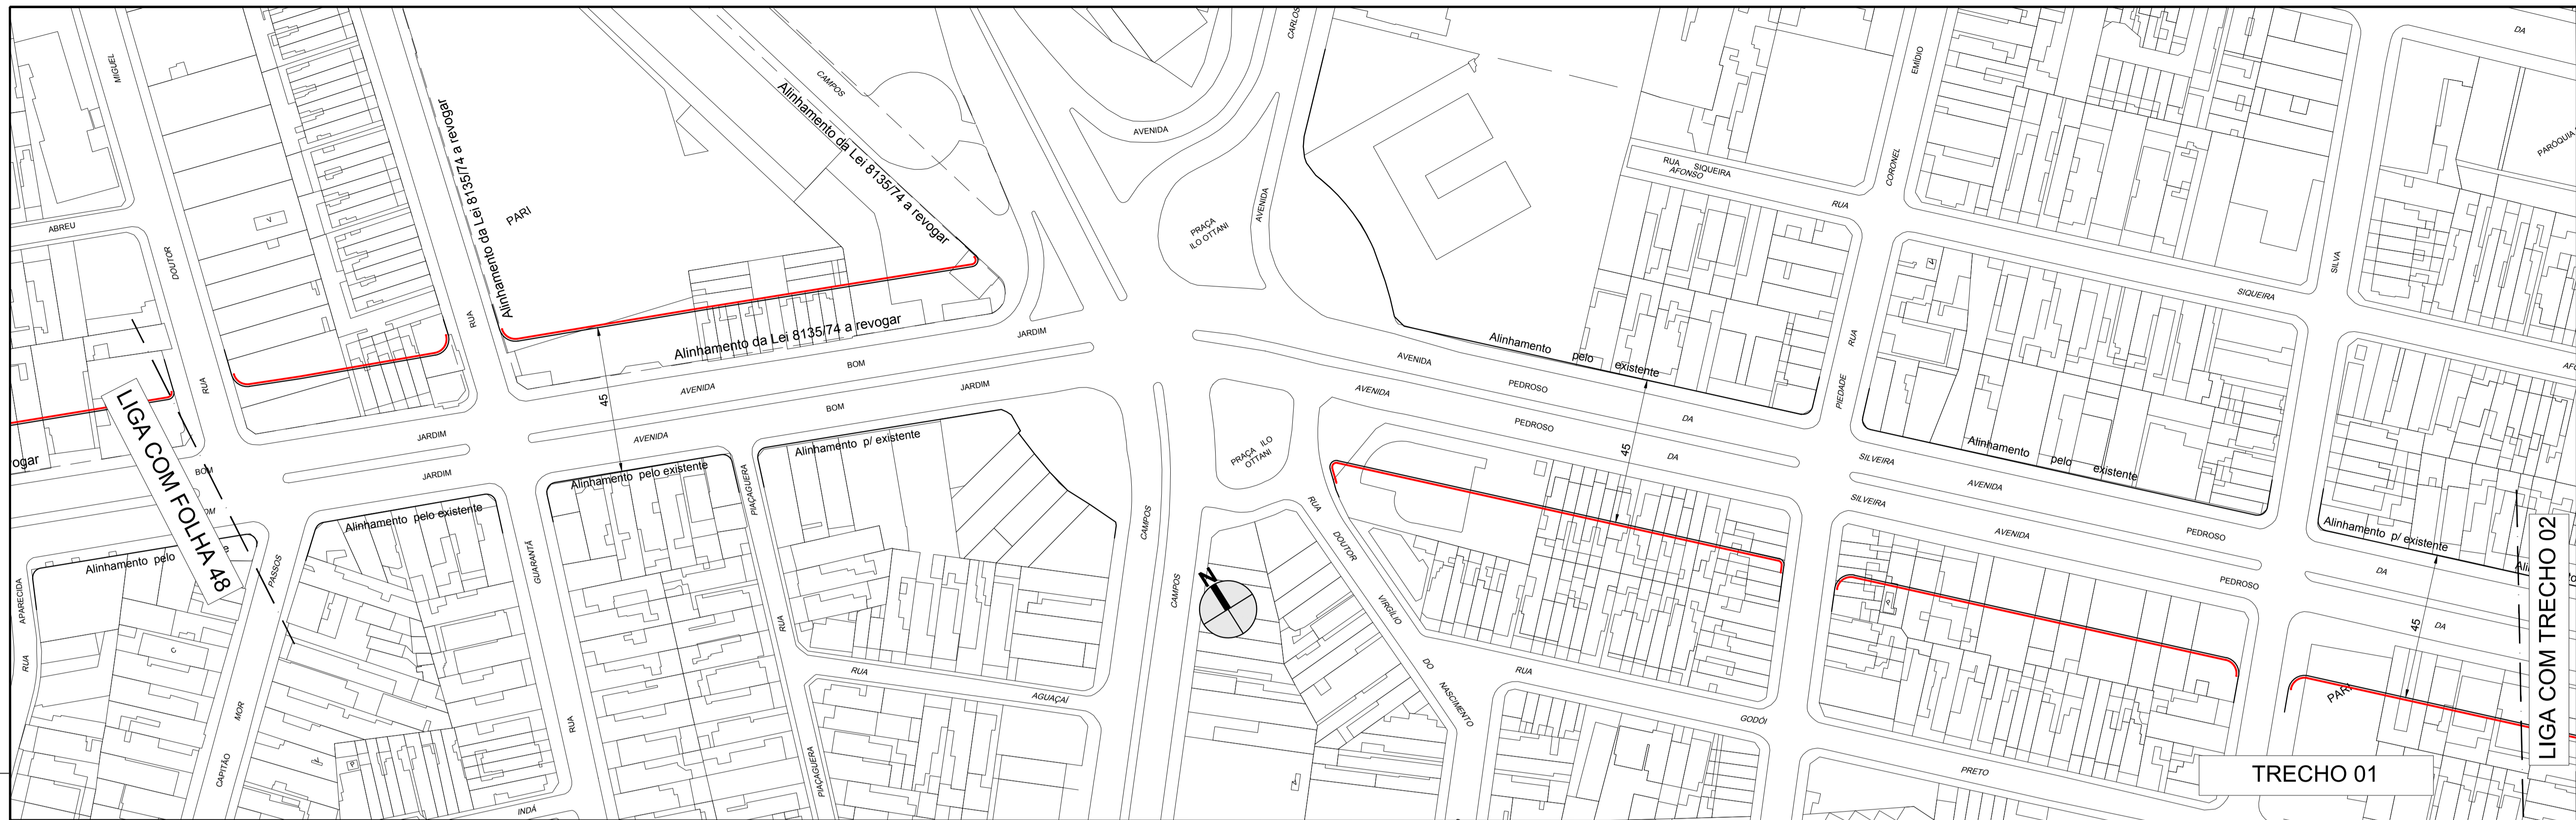 MIGUEL
DOUTOR
RUA
ABREU
LIGA COM FOLHA 48
ogar
BOM
OM
Alinhamento pelo
APARECIDA
RUA
CAPITÃO
MOR
PASSOS
JARDIM
JARDIM
Alinhamento pelo existente
GUARANTÃ
RUA
INDÁ
RUA
Alinhamento da Lei 8135/74 a revogar
PARI
CAMPOS
Alinhamento da Lei 8135/74 a revogar
Alinhamento da Lei 8135/74 a revogar
45
AVENIDA
BOM
JARDIM
AVENIDA
BOM
JARDIM
Alinhamento pelo existente
PIAÇAGUERA
RUA
PIAÇAGUERA
Alinhamento p/ existente
RUA
AGUAÇAÍ
CAMPOS
CAMPOS
AVENIDA
AVENIDA
CARLOS
PRAÇA
ILO OTTANI
PRAÇA ILO
OTTANI
N
RUA
DOUTOR
VIRGÍLIO
DO
NASCIMENTO
AVENIDA
PEDROSO
DA
AVENIDA
PEDROSO
DA
Alinhamento pelo existente
45
RUA
GODÓI
PRETO
RUA SIQUEIRA
AFONSO
RUA
SIQUEIRA
EMÍDIO
CORONEL
RUA
PIEDADE
SILVEIRA
AVENIDA
PEDROSO
SILVEIRA
AVENIDA
PEDROSO
DA
DA
Alinhamento pelo existente
Alinhamento p/ existente
45
SILVA
DA
PARÓQUIA
PARI
TRECHO 01
LIGA COM TRECHO 02